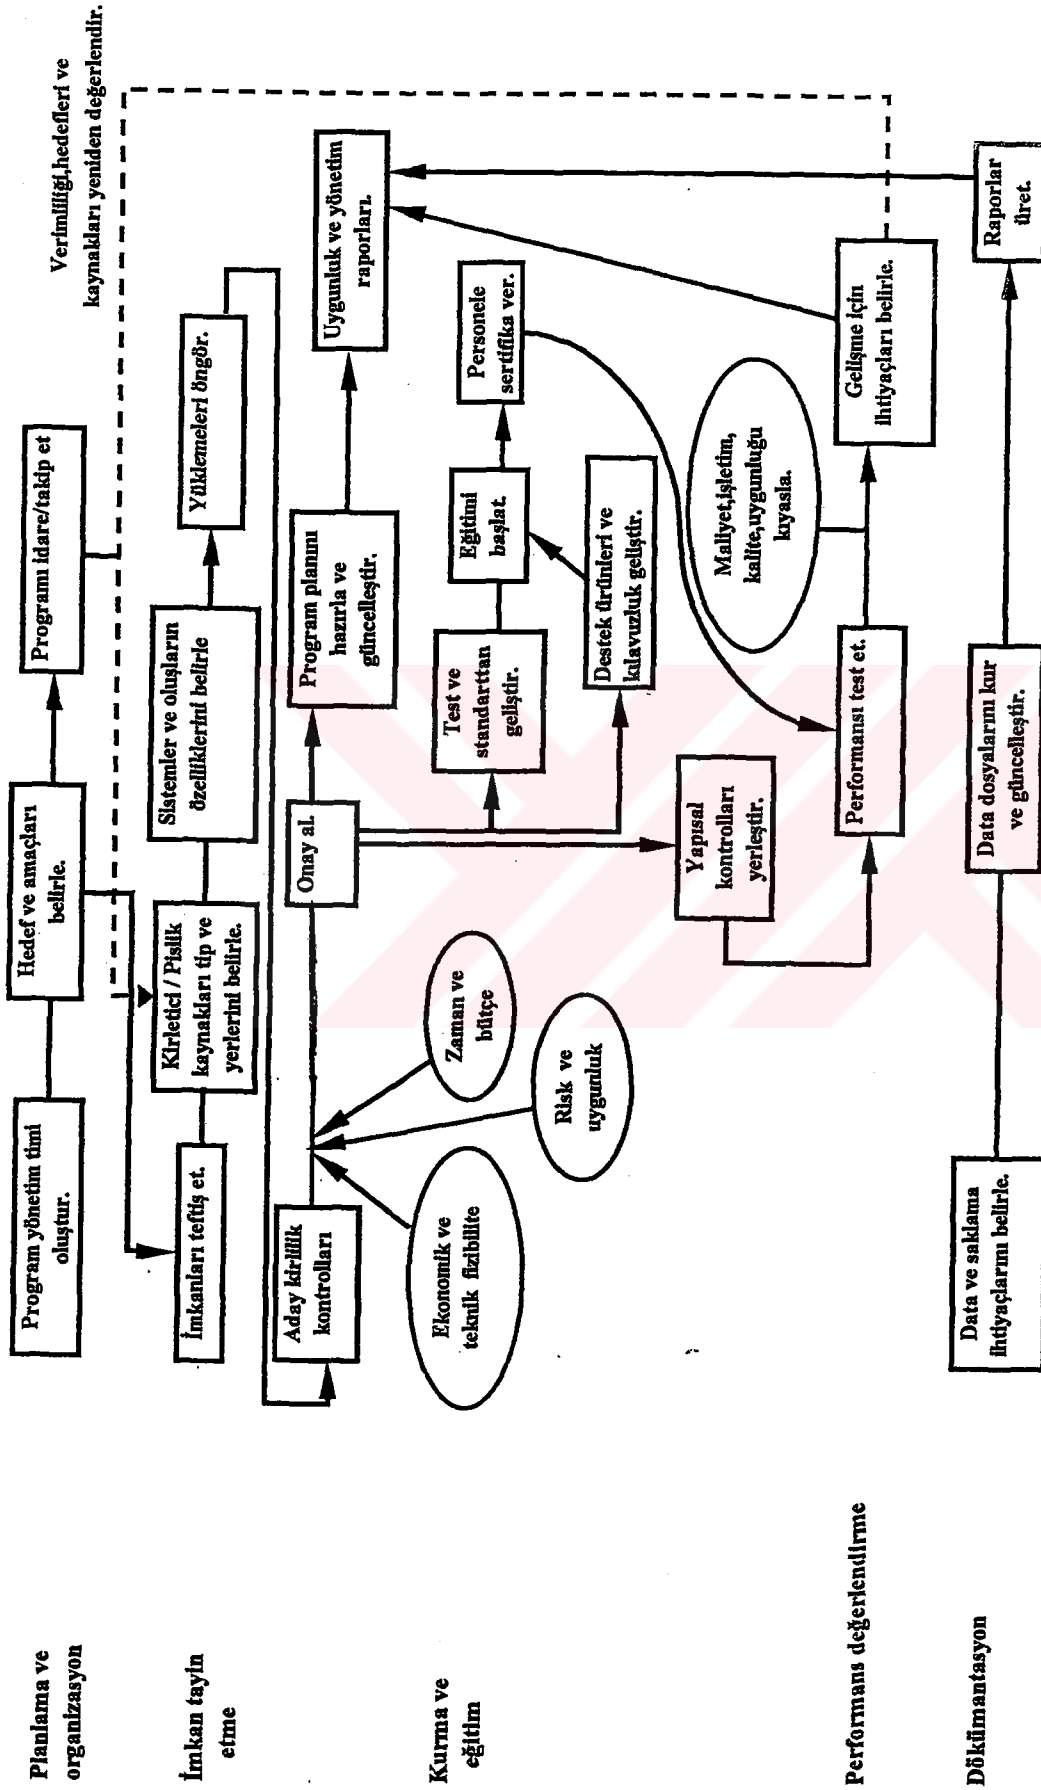 Planlama ve
organizasyon
Program yönetim timi
oluştur.
Hedef ve amaçları
belirle.
Programı idare/takip et
Verimliliği,hedefleri ve
kaynakları yeniden değerlendir.
İmkan tayin
etme
İmkanları teftiş et.
Kirletici / Pislik
kaynakları tip ve
yerlerini belirle.
Sistemler ve oluşların
özelliklerini belirle
Yüklemeleri öngör.
Kurma ve
eğitim
Aday kirlilik
kontrolları
Ekonomik ve
teknik fizibilite
Zaman ve
bütçe
Risk ve
uygunluk
Onay al.
Program planını
hazırla ve
güncelleştir.
Uygunluk ve yönetim
raporları.
Test ve
standarttan
geliştir.
Eğitimi
başlat.
Personele
sertifika ver.
Destek ürünleri ve
kılavuzluk geliştir.
Yapısal
kontrolları
yerleştir.
Performans değerlendirme
Performansı test et.
Maliyet,işletim,
kalite,uygunluğu
kıyasla.
Gelişme için
ihtiyaçları belirle.
Dökümantasyon
Data ve saklama
ihtiyaçlarını belirle.
Data dosyalarını kur
ve güncelleştir.
Raporlar
üret.